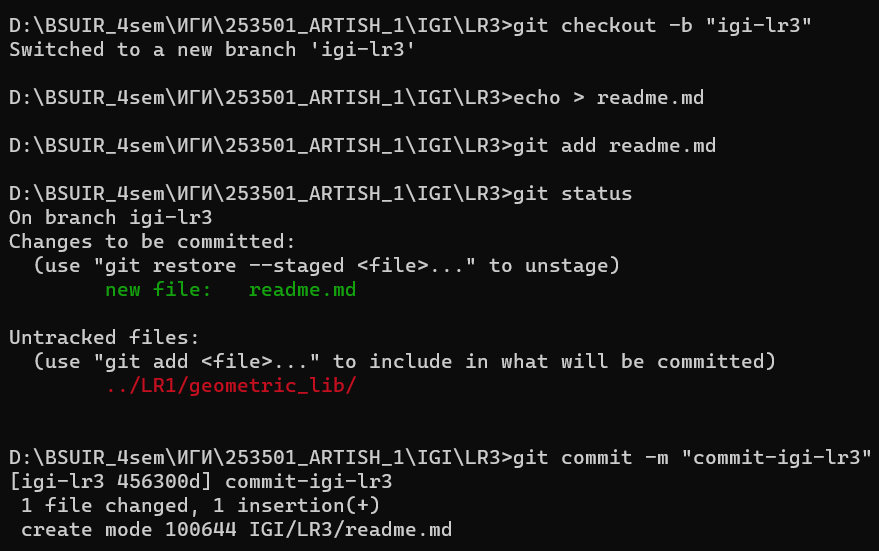 D:\BSUIR_4sem\ИГИ\253501_ARTISH_1\IGI\LR3>git checkout -b "igi-lr3"
Switched to a new branch 'igi-lr3'
D:\BSUIR_4sem\ИГИ\253501_ARTISH_1\IGI\LR3>echo > readme.md
D:\BSUIR_4sem\ИГИ\253501_ARTISH_1\IGI\LR3>git add readme.md
D:\BSUIR_4sem\ИГИ\253501_ARTISH_1\IGI\LR3>git status
On branch igi-lr3
Changes to be committed:
  (use "git restore --staged <file>..." to unstage)
        new file:   readme.md
Untracked files:
  (use "git add <file>..." to include in what will be committed)
        ../LR1/geometric_lib/
D:\BSUIR_4sem\ИГИ\253501_ARTISH_1\IGI\LR3>git commit -m "commit-igi-lr3"
[igi-lr3 456300d] commit-igi-lr3
 1 file changed, 1 insertion(+)
 create mode 100644 IGI/LR3/readme.md